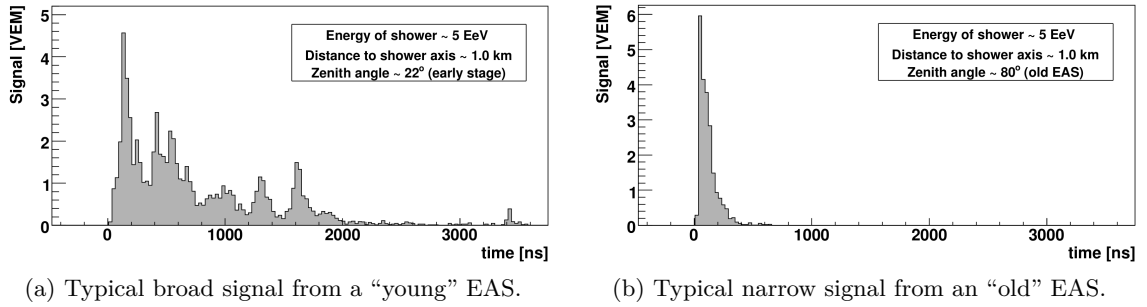 Signal [VEM]
5
4
3
2
1
0
Energy of shower ~ 5 EeV
Distance to shower axis ~ 1.0 km
Zenith angle ~ 22o (early stage)
0 1000 2000 3000
time [ns]
(a) Typical broad signal from a “young” EAS.
Signal [VEM]
6
5
4
3
2
1
0
Energy of shower ~ 5 EeV
Distance to shower axis ~ 1.0 km
Zenith angle ~ 80o (old EAS)
0 1000 2000 3000
time [ns]
(b) Typical narrow signal from an “old” EAS.